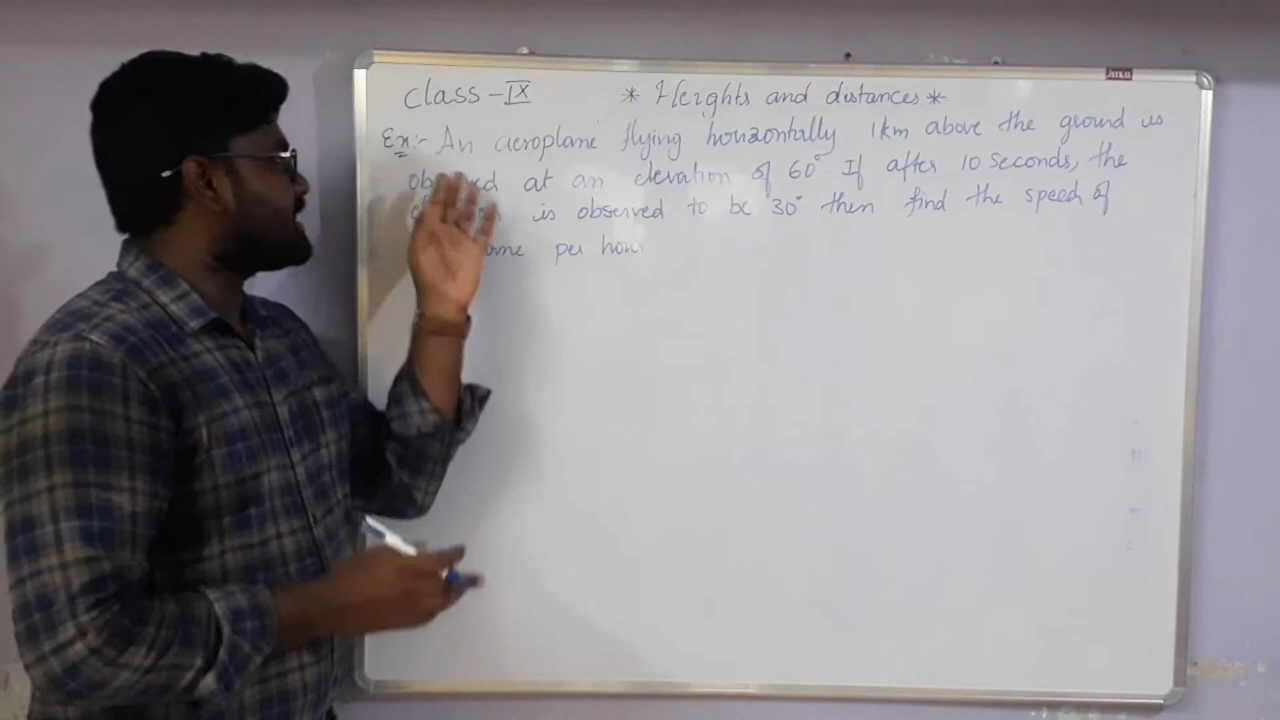 Class - IX * Heights and distances *
Ex:- An aeroplane flying horizontally 1km above the ground is
at an elevation of 60° If after 10 seconds, the
is observed to be 30° then find the speed of
per hour